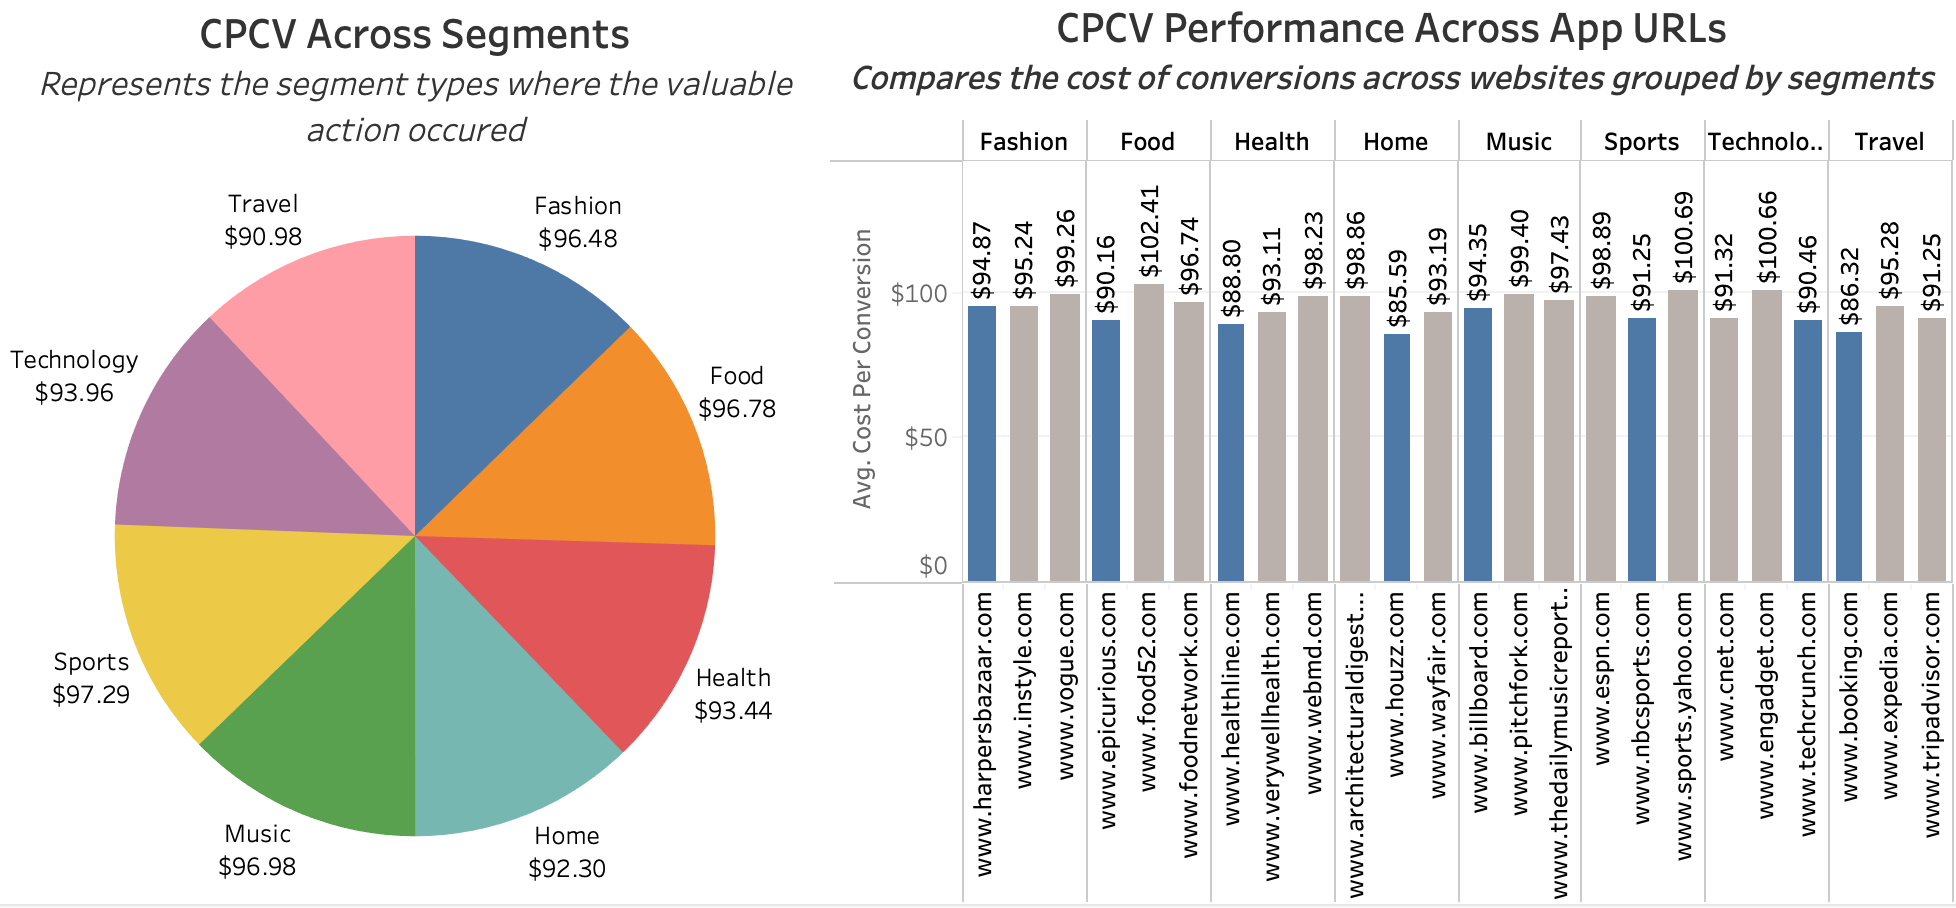 CPCV Across Segments
Represents the segment types where the valuable
action occured
Travel
$90.98
Fashion
$96.48
Technology
$93.96
Food
$96.78
Sports
$97.29
Health
$93.44
Music
$96.98
Home
$92.30
CPCV Performance Across App URLs
Compares the cost of conversions across websites grouped by segments
Fashion Food Health Home Music Sports Technolo.. Travel
Avg. Cost Per Conversion
$100
$50
$0
$94.87
$95.24
$99.26
$90.16
$102.41
$96.74
$88.80
$93.11
$98.23
$98.86
$85.59
$93.19
$94.35
$99.40
$97.43
$98.89
$91.25
$100.69
$91.32
$100.66
$90.46
$86.32
$95.28
$91.25
www.harpersbazaar.com
www.instyle.com
www.vogue.com
www.epicurious.com
www.food52.com
www.foodnetwork.com
www.healthline.com
www.verywellhealth.com
www.webmd.com
www.architecturaldigest...
www.houzz.com
www.wayfair.com
www.billboard.com
www.pitchfork.com
www.thedailymusicreport..
www.espn.com
www.nbcsports.com
www.sports.yahoo.com
www.cnet.com
www.engadget.com
www.techcrunch.com
www.booking.com
www.expedia.com
www.tripadvisor.com